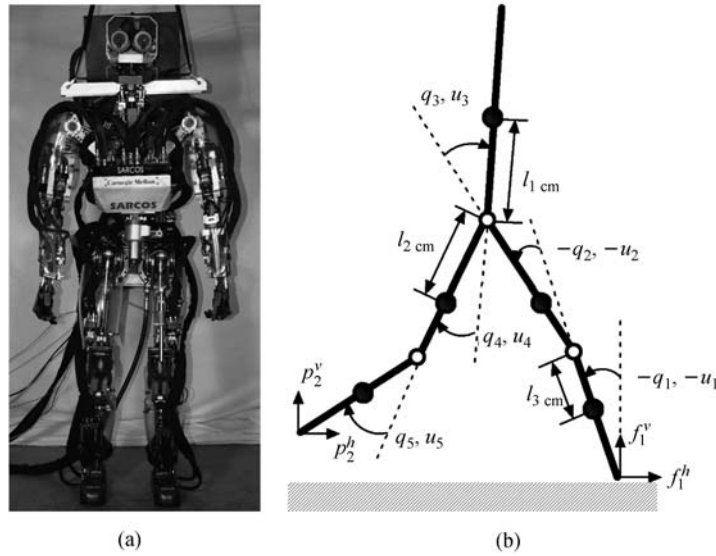 SARCOS
Carnegie Mellon
SARCOS
q₃, u₃
l₁ cm
l₂ cm
−q₂, −u₂
q₄, u₄
−q₁, −u₁
l₃ cm
p₂ᵛ
p₂ʰ
q₅, u₅
f₁ᵛ
f₁ʰ
(a)
(b)